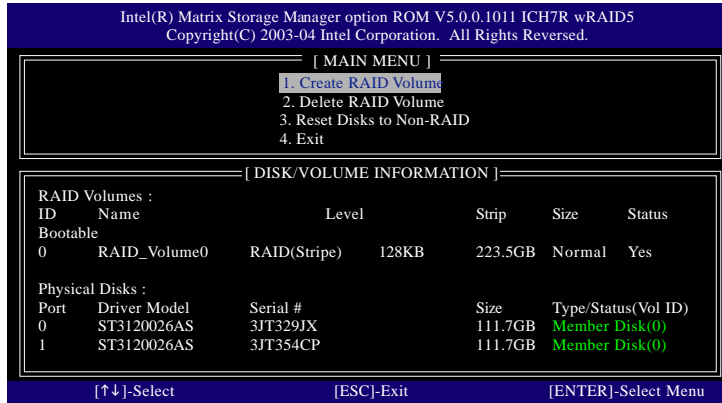 Intel(R) Matrix Storage Manager option ROM V5.0.0.1011 ICH7R wRAID5
Copyright(C) 2003-04 Intel Corporation. All Rights Reversed.
[ MAIN MENU ]
1. Create RAID Volume
2. Delete RAID Volume
3. Reset Disks to Non-RAID
4. Exit
[ DISK/VOLUME INFORMATION ]
RAID Volumes :
ID Name Level Strip Size Status
Bootable
0 RAID_Volume0 RAID(Stripe) 128KB 223.5GB Normal Yes
Physical Disks :
Port Driver Model Serial # Size Type/Status(Vol ID)
0 ST3120026AS 3JT329JX 111.7GB Member Disk(0)
1 ST3120026AS 3JT354CP 111.7GB Member Disk(0)
[↑↓]-Select [ESC]-Exit [ENTER]-Select Menu